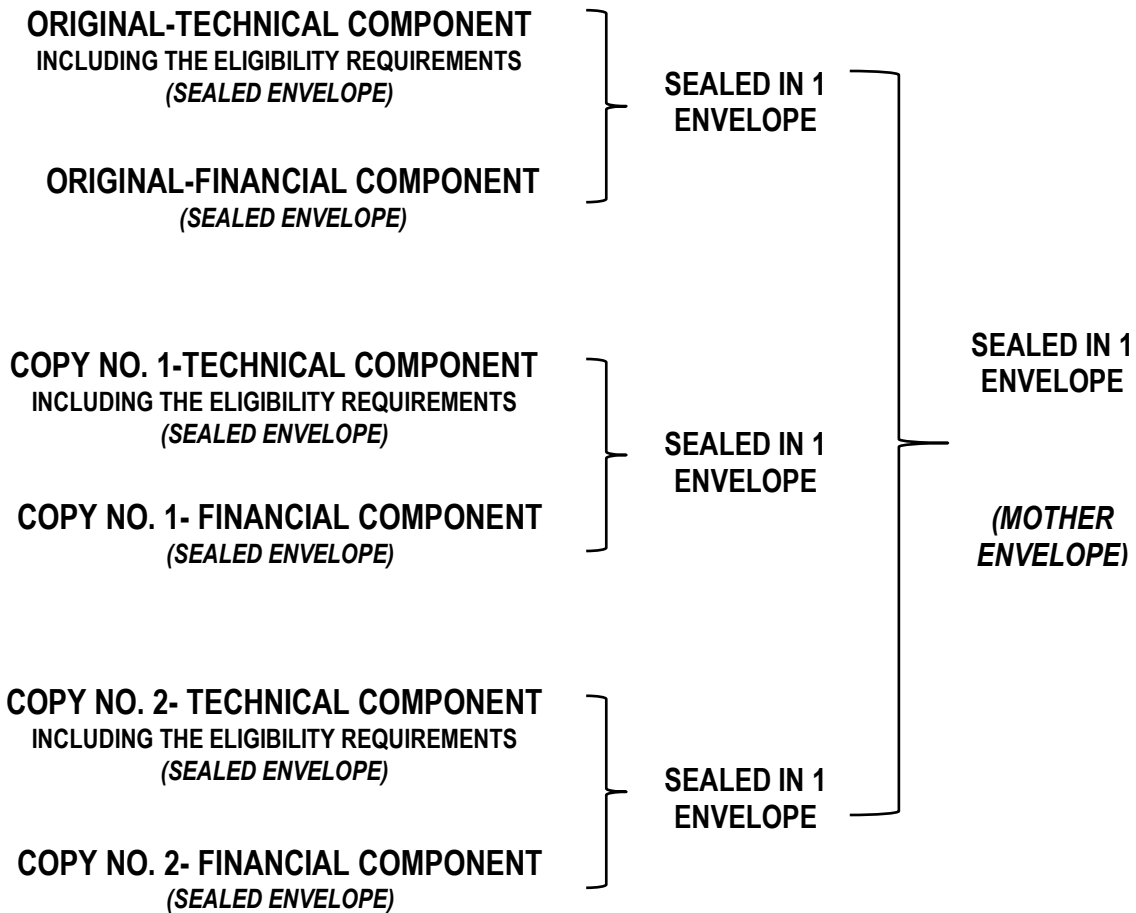 ORIGINAL-TECHNICAL COMPONENT
INCLUDING THE ELIGIBILITY REQUIREMENTS
(SEALED ENVELOPE)
ORIGINAL-FINANCIAL COMPONENT
(SEALED ENVELOPE)
SEALED IN 1
ENVELOPE
COPY NO. 1-TECHNICAL COMPONENT
INCLUDING THE ELIGIBILITY REQUIREMENTS
(SEALED ENVELOPE)
COPY NO. 1- FINANCIAL COMPONENT
(SEALED ENVELOPE)
SEALED IN 1
ENVELOPE
COPY NO. 2- TECHNICAL COMPONENT
INCLUDING THE ELIGIBILITY REQUIREMENTS
(SEALED ENVELOPE)
COPY NO. 2- FINANCIAL COMPONENT
(SEALED ENVELOPE)
SEALED IN 1
ENVELOPE
SEALED IN 1
ENVELOPE
(MOTHER
ENVELOPE)